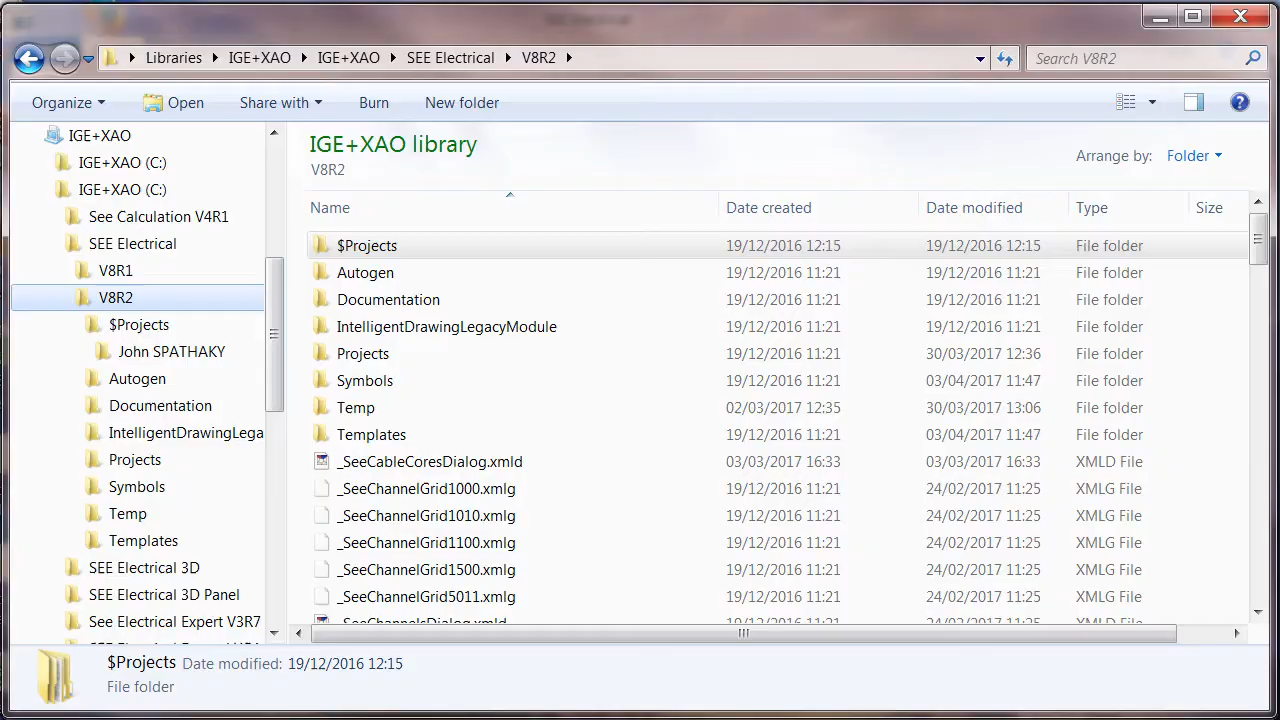 Libraries IGE+XAO IGE+XAO SEE Electrical V8R2
Search V8R2
Organize Open Share with Burn New folder
IGE+XAO
IGE+XAO (C:)
IGE+XAO (C:)
See Calculation V4R1
SEE Electrical
V8R1
V8R2
$Projects
John SPATHAKY
Autogen
Documentation
IntelligentDrawingLega
Projects
Symbols
Temp
Templates
SEE Electrical 3D
SEE Electrical 3D Panel
See Electrical Expert V3R7
IGE+XAO library
V8R2
Arrange by: Folder
Name Date created Date modified Type Size
$Projects 19/12/2016 12:15 19/12/2016 12:15 File folder
Autogen 19/12/2016 11:21 19/12/2016 11:21 File folder
Documentation 19/12/2016 11:21 19/12/2016 11:21 File folder
IntelligentDrawingLegacyModule 19/12/2016 11:21 19/12/2016 11:21 File folder
Projects 19/12/2016 11:21 30/03/2017 12:36 File folder
Symbols 19/12/2016 11:21 03/04/2017 11:47 File folder
Temp 02/03/2017 12:35 30/03/2017 13:06 File folder
Templates 19/12/2016 11:21 03/04/2017 11:47 File folder
_SeeCableCoresDialog.xmld 03/03/2017 16:33 03/03/2017 16:33 XMLD File
_SeeChannelGrid1000.xmlg 19/12/2016 11:21 24/02/2017 11:25 XMLG File
_SeeChannelGrid1010.xmlg 19/12/2016 11:21 24/02/2017 11:25 XMLG File
_SeeChannelGrid1100.xmlg 19/12/2016 11:21 24/02/2017 11:25 XMLG File
_SeeChannelGrid1500.xmlg 19/12/2016 11:21 24/02/2017 11:25 XMLG File
_SeeChannelGrid5011.xmlg 19/12/2016 11:21 24/02/2017 11:25 XMLG File
$Projects Date modified: 19/12/2016 12:15
File folder